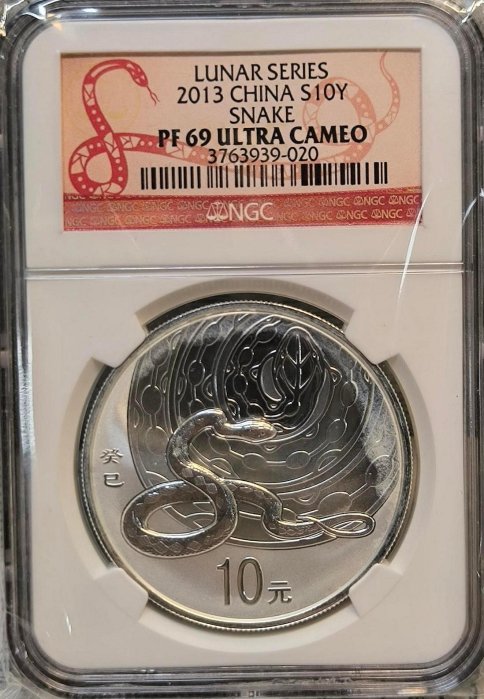 LUNAR SERIES
2013 CHINA S10Y
SNAKE
PF 69 ULTRA CAMEO
3763939-020
NGC
癸巳
10元